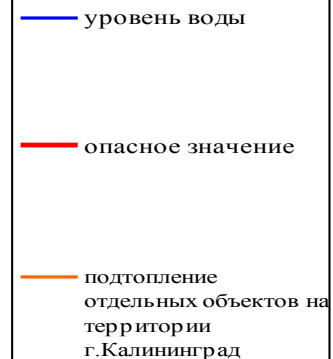 уровень воды
опасное значение
подтопление
отдельных объектов на
территории
г.Калининград